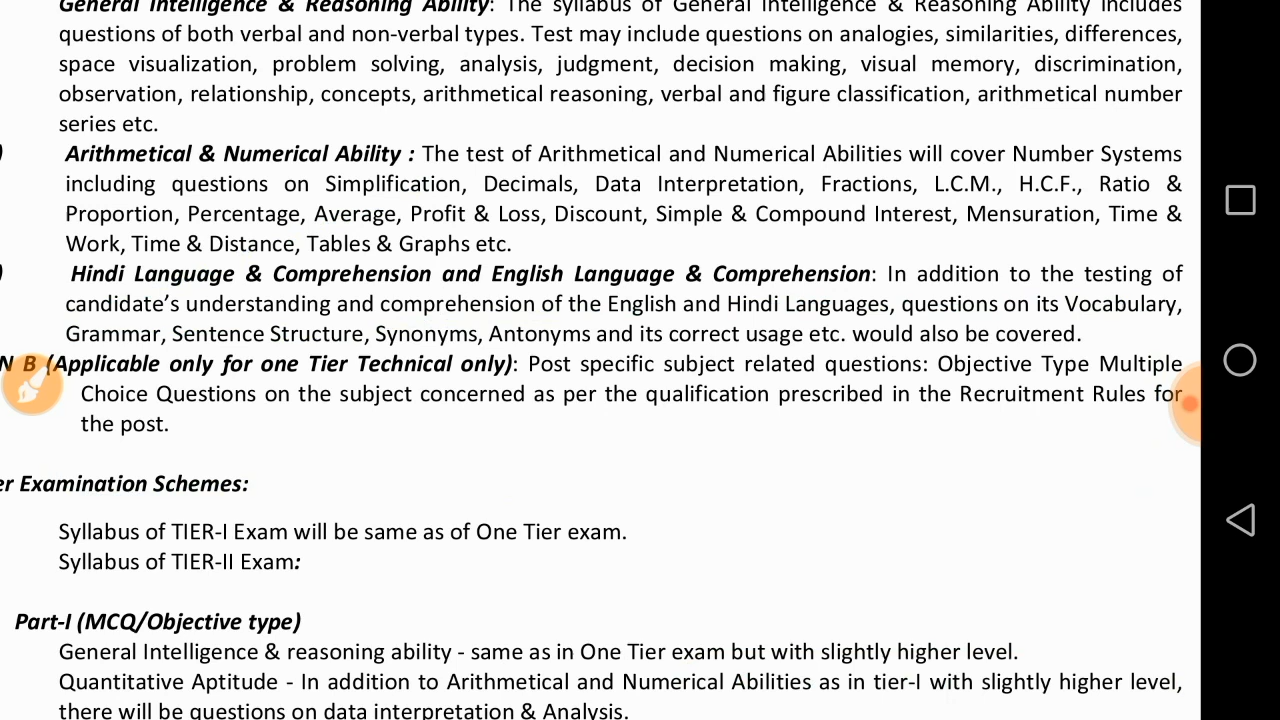 General Intelligence & Reasoning Ability: The syllabus of General Intelligence & Reasoning Ability includes
questions of both verbal and non-verbal types. Test may include questions on analogies, similarities, differences,
space visualization, problem solving, analysis, judgment, decision making, visual memory, discrimination,
observation, relationship, concepts, arithmetical reasoning, verbal and figure classification, arithmetical number
series etc.
) Arithmetical & Numerical Ability : The test of Arithmetical and Numerical Abilities will cover Number Systems
including questions on Simplification, Decimals, Data Interpretation, Fractions, L.C.M., H.C.F., Ratio &
Proportion, Percentage, Average, Profit & Loss, Discount, Simple & Compound Interest, Mensuration, Time &
Work, Time & Distance, Tables & Graphs etc.
) Hindi Language & Comprehension and English Language & Comprehension: In addition to the testing of
candidate’s understanding and comprehension of the English and Hindi Languages, questions on its Vocabulary,
Grammar, Sentence Structure, Synonyms, Antonyms and its correct usage etc. would also be covered.
N B (Applicable only for one Tier Technical only): Post specific subject related questions: Objective Type Multiple
Choice Questions on the subject concerned as per the qualification prescribed in the Recruitment Rules for
the post.
er Examination Schemes:
Syllabus of TIER-I Exam will be same as of One Tier exam.
Syllabus of TIER-II Exam:
Part-I (MCQ/Objective type)
General Intelligence & reasoning ability - same as in One Tier exam but with slightly higher level.
Quantitative Aptitude - In addition to Arithmetical and Numerical Abilities as in tier-I with slightly higher level,
there will be questions on data interpretation & Analysis.